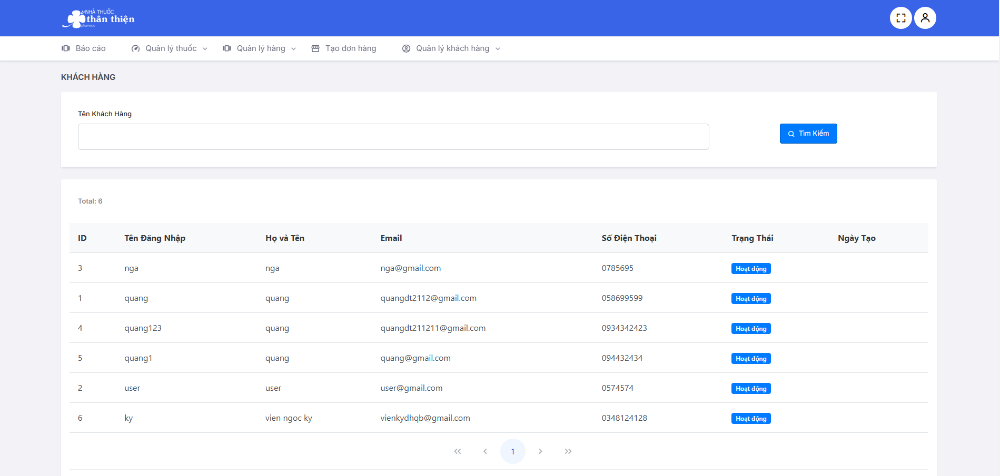 NHÀ THUỐC
thân thiện
pharmacy
Báo cáo Quản lý thuốc Quản lý hàng Tạo đơn hàng Quản lý khách hàng
KHÁCH HÀNG
Tên Khách Hàng
Tìm Kiếm
Total: 6
ID Tên Đăng Nhập Họ và Tên Email Số Điện Thoại Trạng Thái Ngày Tạo
3 nga nga nga@gmail.com 0785695 Hoạt động
1 quang quang quangdt2112@gmail.com 058699599 Hoạt động
4 quang123 quang quangdt211211@gmail.com 0934342423 Hoạt động
5 quang1 quang quang@gmail.com 094432434 Hoạt động
2 user user user@gmail.com 0574574 Hoạt động
6 ky vien ngoc ky vienkydhqb@gmail.com 0348124128 Hoạt động
1